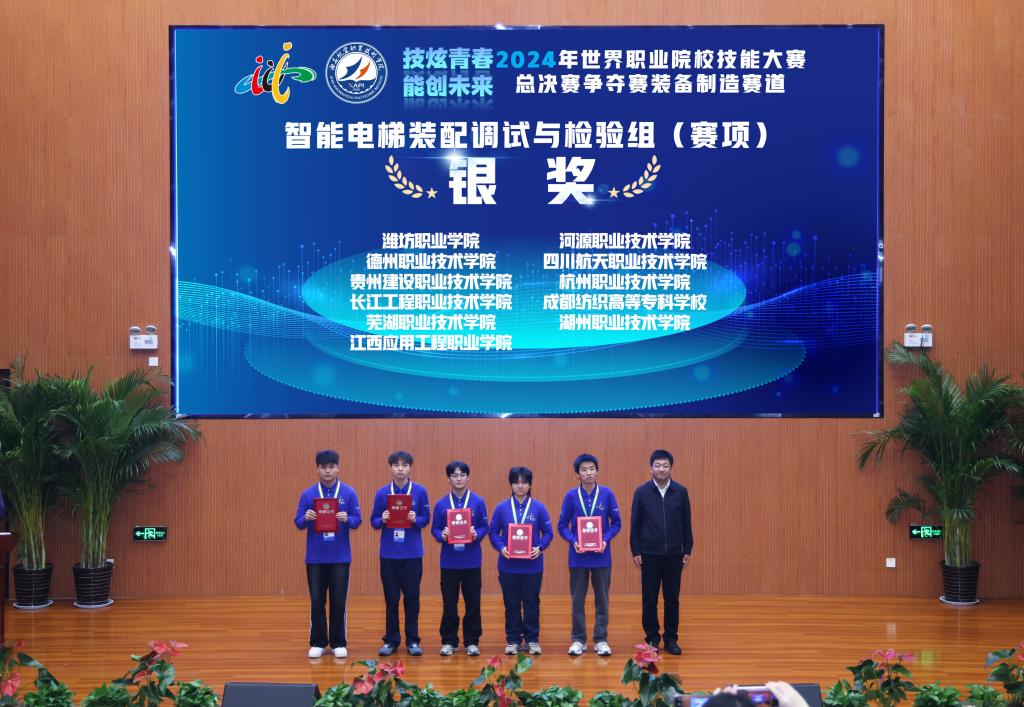 技炫青春
能创未来
2024年世界职业院校技能大赛
总决赛争夺赛装备制造赛道
XAPI
智能电梯装配调试与检验组（赛项）
银 奖
潍坊职业学院 河源职业技术学院
德州职业技术学院 四川航天职业技术学院
贵州建设职业技术学院 杭州职业技术学院
长江工程职业技术学院 成都纺织高等专科学校
芜湖职业技术学院 湖州职业技术学院
江西应用工程职业学院